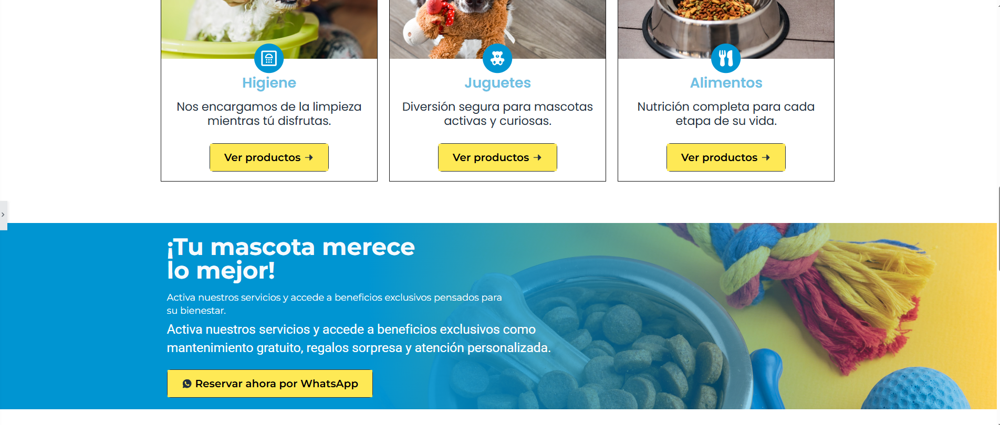 Higiene
Nos encargamos de la limpieza
mientras tú disfrutas.
Ver productos
Juguetes
Diversión segura para mascotas
activas y curiosas.
Ver productos
Alimentos
Nutrición completa para cada
etapa de su vida.
Ver productos
¡Tu mascota merece
lo mejor!
Activa nuestros servicios y accede a beneficios exclusivos pensados para
su bienestar.
Activa nuestros servicios y accede a beneficios exclusivos como
mantenimiento gratuito, regalos sorpresa y atención personalizada.
Reservar ahora por WhatsApp